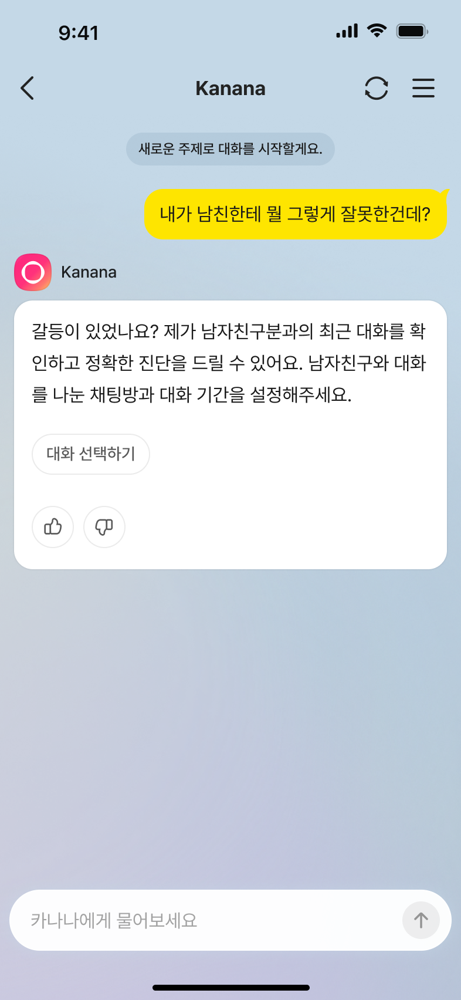 9:41
Kanana
새로운 주제로 대화를 시작할게요.
내가 남친한테 뭘 그렇게 잘못한건데?
Kanana
갈등이 있었나요? 제가 남자친구분과의 최근 대화를 확
인하고 정확한 진단을 드릴 수 있어요. 남자친구와 대화
를 나눈 채팅방과 대화 기간을 설정해주세요.
대화 선택하기
카나나에게 물어보세요